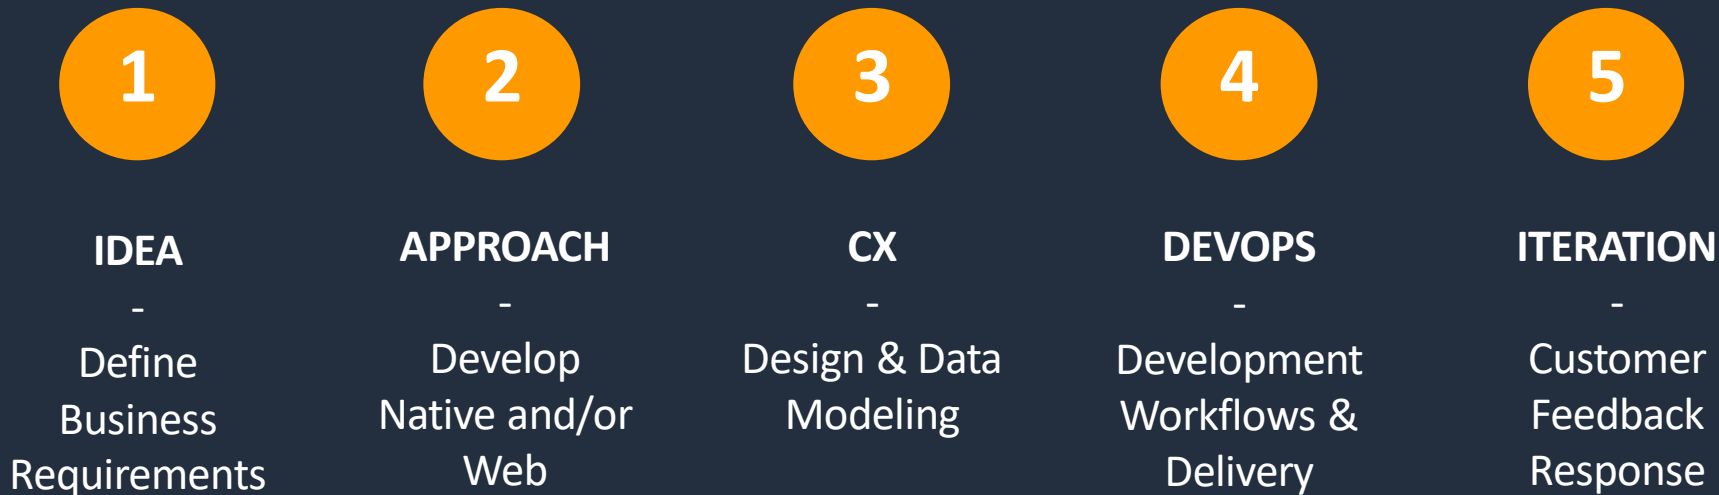 1
IDEA
-
Define
Business
Requirements
2
APPROACH
-
Develop
Native and/or
Web
3
CX
-
Design & Data
Modeling
4
DEVOPS
-
Development
Workflows &
Delivery
5
ITERATION
-
Customer
Feedback
Response